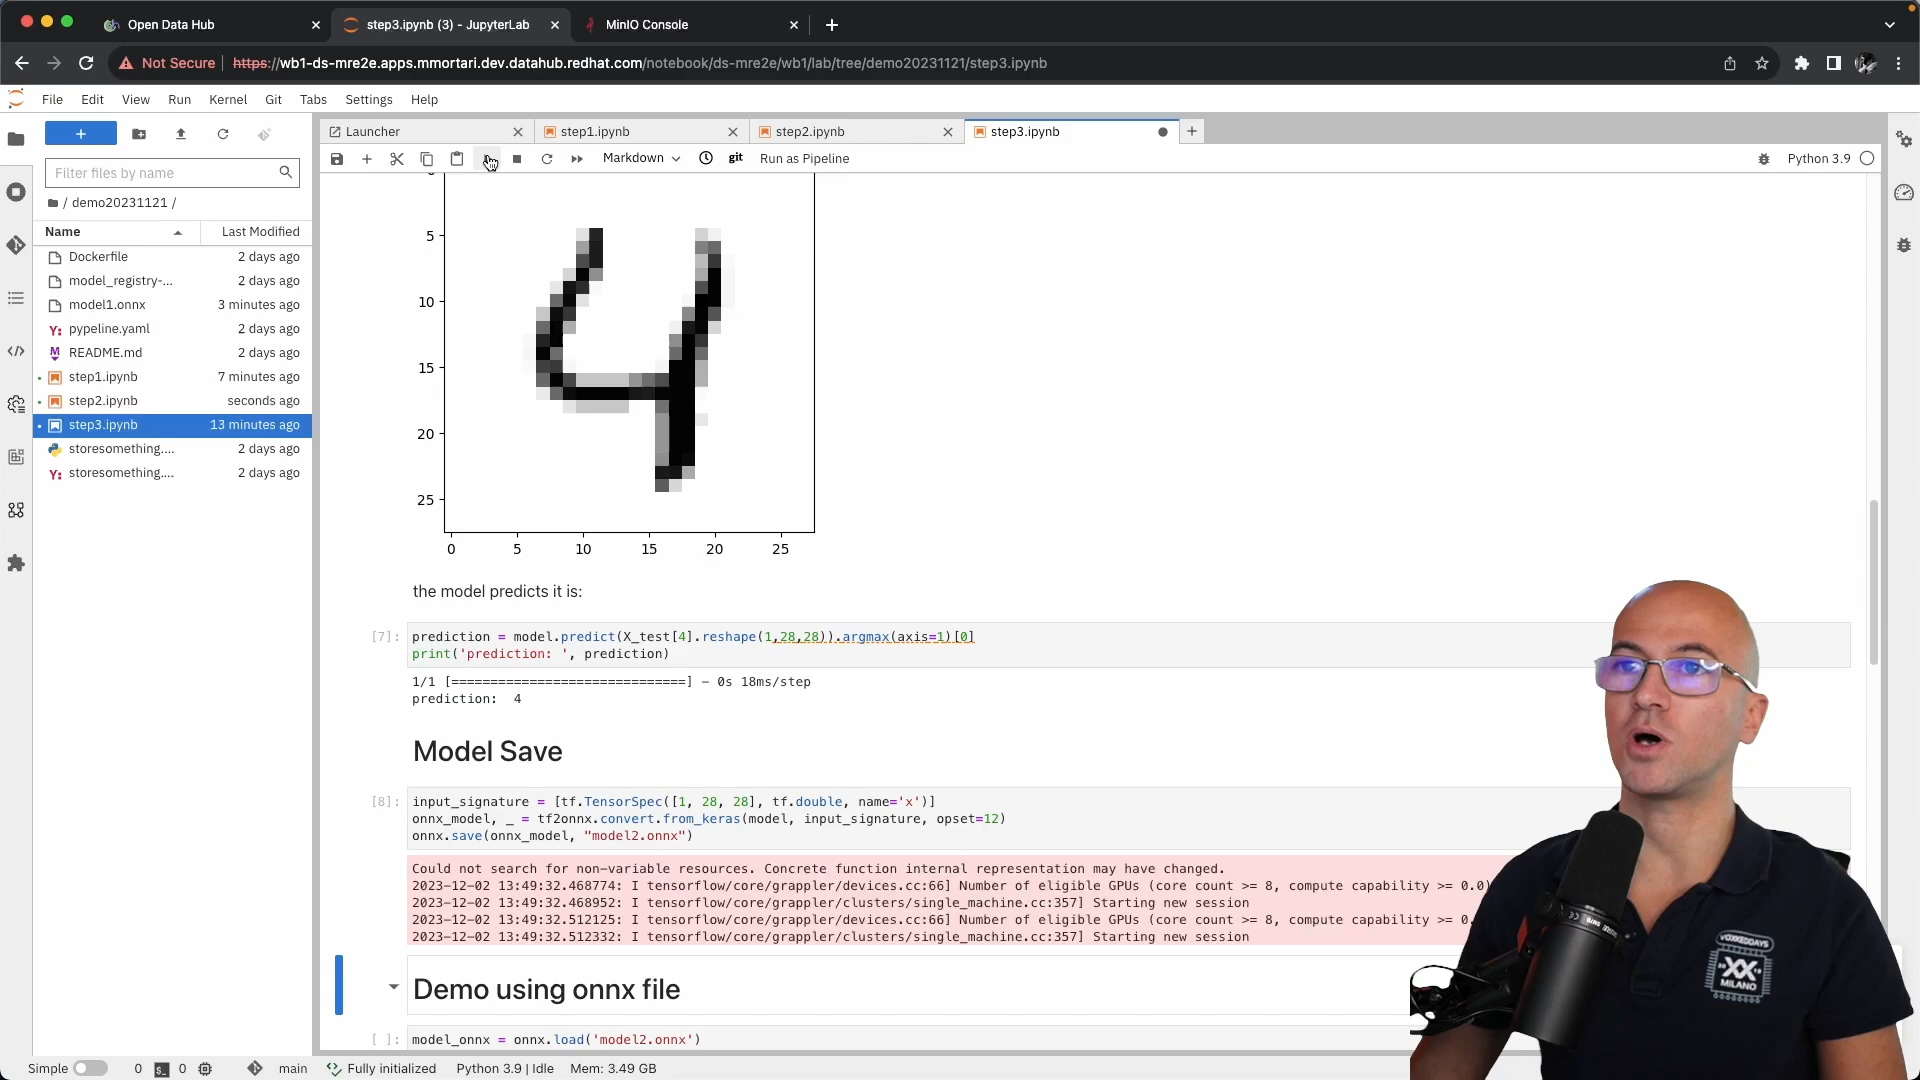 Open Data Hub
step3.ipynb (3) - JupyterLab
MinIO Console
Not Secure
https://wb1-ds-mre2e.apps.mmortari.dev.datahub.redhat.com/notebook/ds-mre2e/wb1/lab/tree/demo20231121/step3.ipynb
File Edit View Run Kernel Git Tabs Settings Help
Launcher
step1.ipynb
step2.ipynb
step3.ipynb
Markdown
git
Run as Pipeline
Python 3.9
Filter files by name
/ demo20231121 /
Name Last Modified
Dockerfile 2 days ago
model_registry-... 2 days ago
model1.onnx 3 minutes ago
Y: pypeline.yaml 2 days ago
M README.md 2 days ago
step1.ipynb 7 minutes ago
step2.ipynb seconds ago
step3.ipynb 13 minutes ago
storesomething.... 2 days ago
Y: storesomething.... 2 days ago
5
10
15
20
25
0 5 10 15 20 25
the model predicts it is:
[7]: prediction = model.predict(X_test[4].reshape(1,28,28)).argmax(axis=1)[0]
print('prediction: ', prediction)
1/1 [==============================] - 0s 18ms/step
prediction:  4
Model Save
[8]: input_signature = [tf.TensorSpec([1, 28, 28], tf.double, name='x')]
onnx_model, _ = tf2onnx.convert.from_keras(model, input_signature, opset=12)
onnx.save(onnx_model, "model2.onnx")
Could not search for non-variable resources. Concrete function internal representation may have changed.
2023-12-02 13:49:32.468774: I tensorflow/core/grappler/devices.cc:66] Number of eligible GPUs (core count >= 8, compute capability >= 0.0)
2023-12-02 13:49:32.468952: I tensorflow/core/grappler/clusters/single_machine.cc:357] Starting new session
2023-12-02 13:49:32.512125: I tensorflow/core/grappler/devices.cc:66] Number of eligible GPUs (core count >= 8, compute capability >= 0.
2023-12-02 13:49:32.512332: I tensorflow/core/grappler/clusters/single_machine.cc:357] Starting new session
Demo using onnx file
[ ]: model_onnx = onnx.load('model2.onnx')
VOXXEDDAYS
XX
MILANO
Simple 0 0 main Fully initialized Python 3.9 | Idle Mem: 3.49 GB